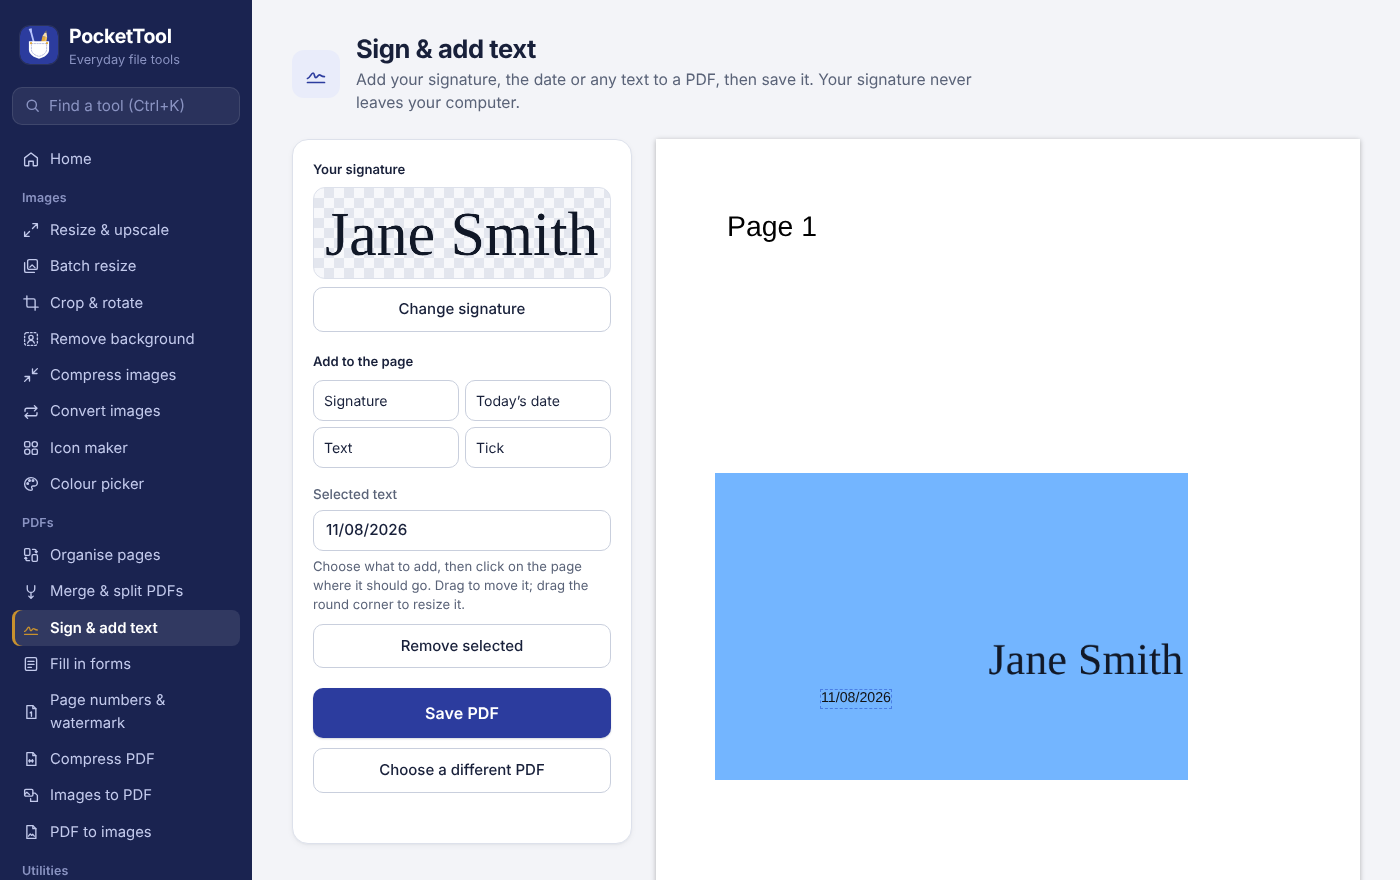 PocketTool
Everyday file tools
Find a tool (Ctrl+K)
Home
Images
Resize & upscale
Batch resize
Crop & rotate
Remove background
Compress images
Convert images
Icon maker
Colour picker
PDFs
Organise pages
Merge & split PDFs
Sign & add text
Fill in forms
Page numbers &
watermark
Compress PDF
Images to PDF
PDF to images
Utilities
Sign & add text
Add your signature, the date or any text to a PDF, then save it. Your signature never
leaves your computer.
Your signature
Jane Smith
Change signature
Add to the page
Signature
Today’s date
Text
Tick
Selected text
11/08/2026
Choose what to add, then click on the page
where it should go. Drag to move it; drag the
round corner to resize it.
Remove selected
Save PDF
Choose a different PDF
Page 1
Jane Smith
11/08/2026